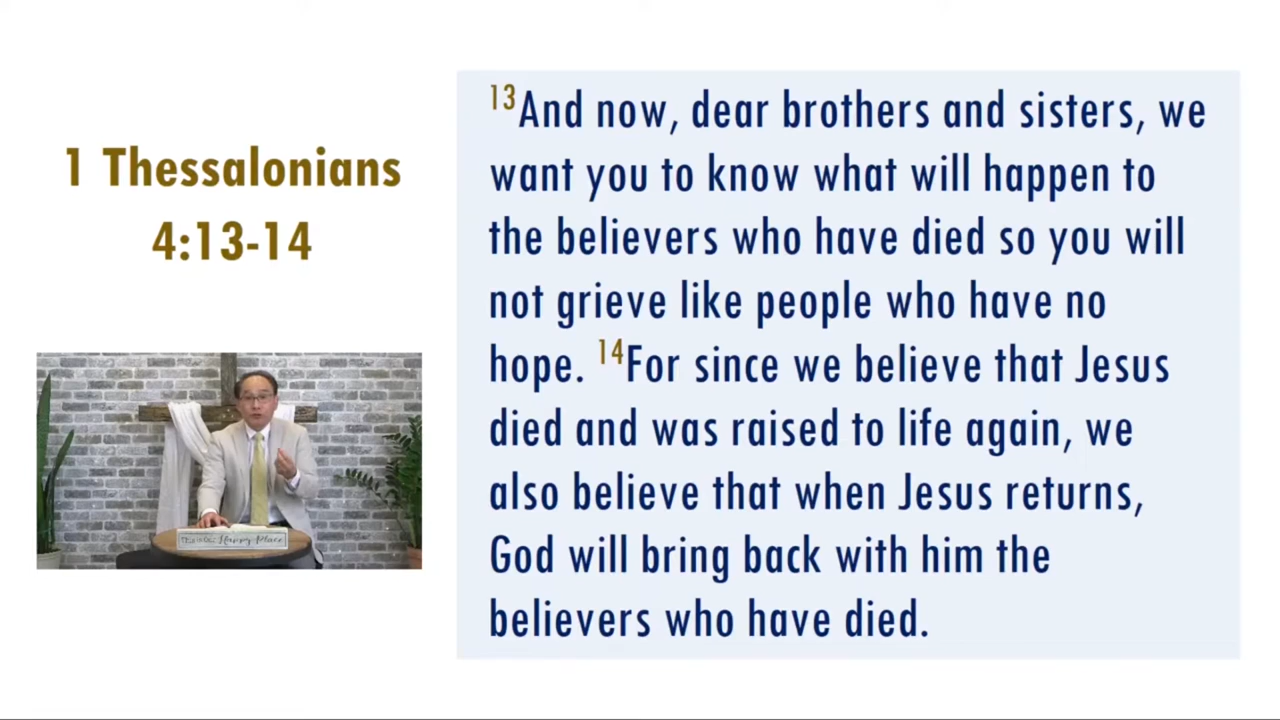 1 Thessalonians
4:13-14
13And now, dear brothers and sisters, we
want you to know what will happen to
the believers who have died so you will
not grieve like people who have no
hope. 14For since we believe that Jesus
died and was raised to life again, we
also believe that when Jesus returns,
God will bring back with him the
believers who have died.
Happy Place